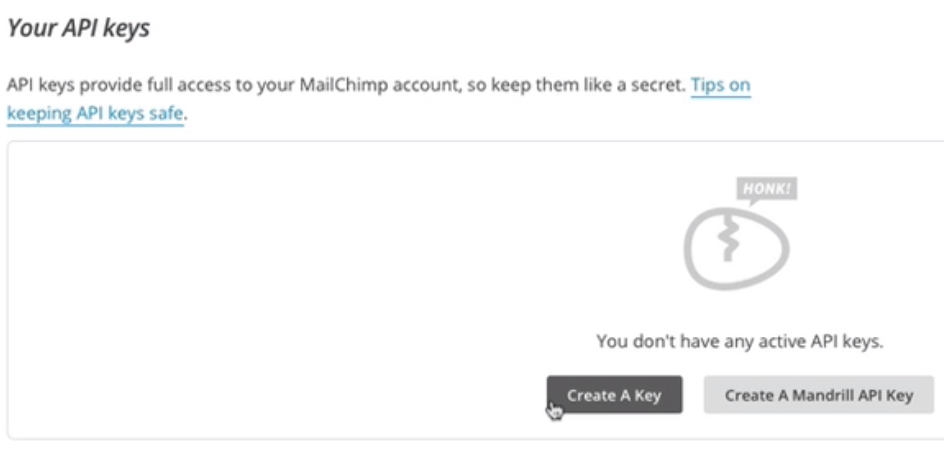 Your API keys
API keys provide full access to your MailChimp account, so keep them like a secret. Tips on
keeping API keys safe.
HONK!
You don't have any active API keys.
Create A Key Create A Mandrill API Key